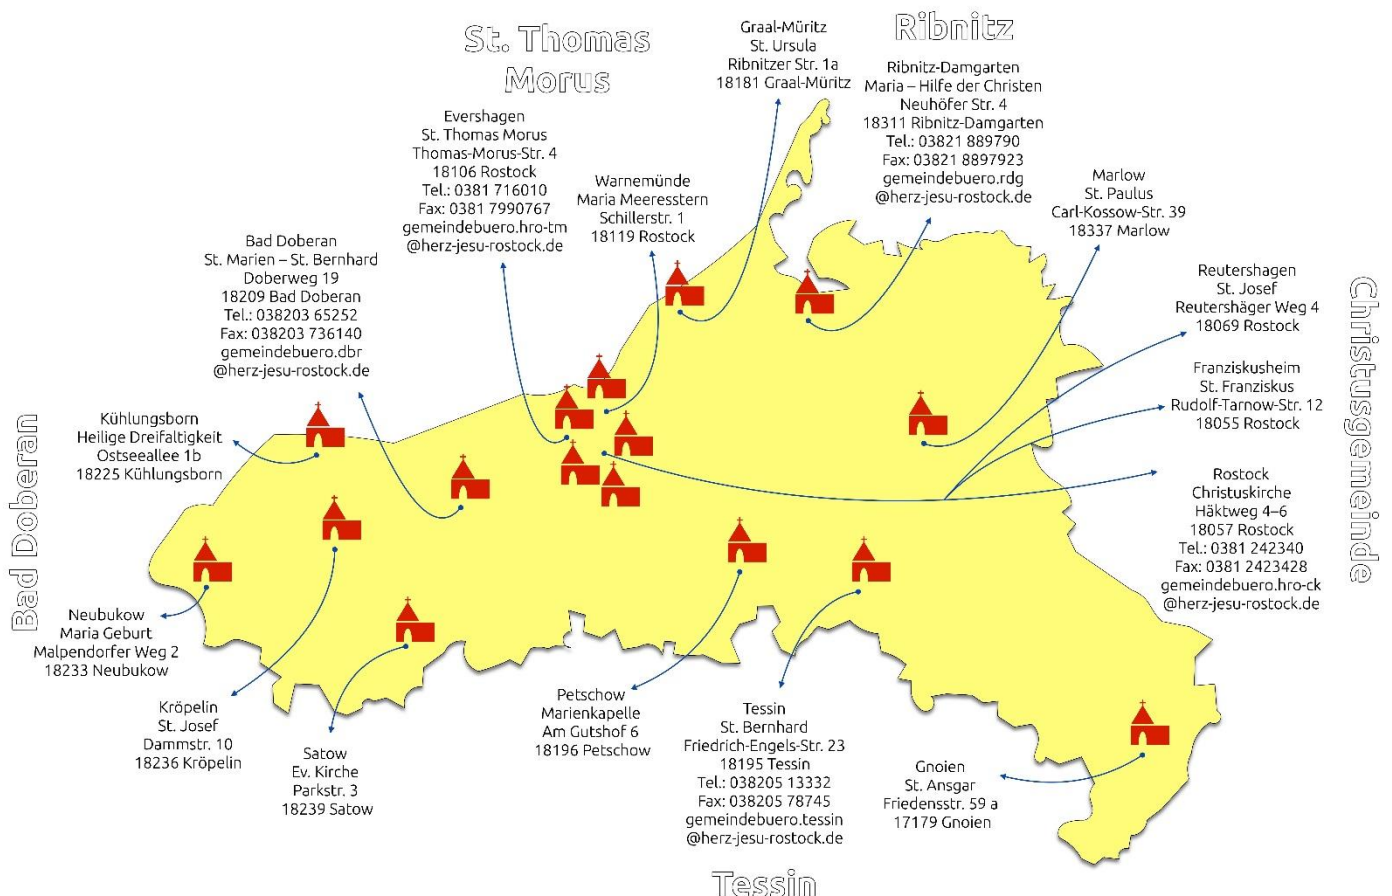 St. Thomas
Morus
Ribnitz
Graal-Müritz
St. Ursula
Ribnitzer Str. 1a
18181 Graal-Müritz
Ribnitz-Damgarten
Maria – Hilfe der Christen
Neuhöfer Str. 4
18311 Ribnitz-Damgarten
Tel.: 03821 889790
Fax: 03821 8897923
gemeindebuero.rdg
@herz-jesu-rostock.de
Evershagen
St. Thomas Morus
Thomas-Morus-Str. 4
18106 Rostock
Tel.: 0381 716010
Fax: 0381 7990767
gemeindebuero.hro-tm
@herz-jesu-rostock.de
Warnemünde
Maria Meeresstern
Schillerstr. 1
18119 Rostock
Marlow
St. Paulus
Carl-Kossow-Str. 39
18337 Marlow
Bad Doberan
St. Marien – St. Bernhard
Doberweg 19
18209 Bad Doberan
Tel.: 038203 65252
Fax: 038203 736140
gemeindebuero.dbr
@herz-jesu-rostock.de
Reutershagen
St. Josef
Reutershäger Weg 4
18069 Rostock
Christusgemeinde
Franziskusheim
St. Franziskus
Rudolf-Tarnow-Str. 12
18055 Rostock
Bad Doberan
Kühlungsborn
Heilige Dreifaltigkeit
Ostseeallee 1b
18225 Kühlungsborn
Rostock
Christuskirche
Häktweg 4–6
18057 Rostock
Tel.: 0381 242340
Fax: 0381 2423428
gemeindebuero.hro-ck
@herz-jesu-rostock.de
Neubukow
Maria Geburt
Malpendorfer Weg 2
18233 Neubukow
Kröpelin
St. Josef
Dammstr. 10
18236 Kröpelin
Satow
Ev. Kirche
Parkstr. 3
18239 Satow
Petschow
Marienkapelle
Am Gutshof 6
18196 Petschow
Tessin
St. Bernhard
Friedrich-Engels-Str. 23
18195 Tessin
Tel.: 038205 13332
Fax: 038205 78745
gemeindebuero.tessin
@herz-jesu-rostock.de
Gnoien
St. Ansgar
Friedensstr. 59 a
17179 Gnoien
Tessin